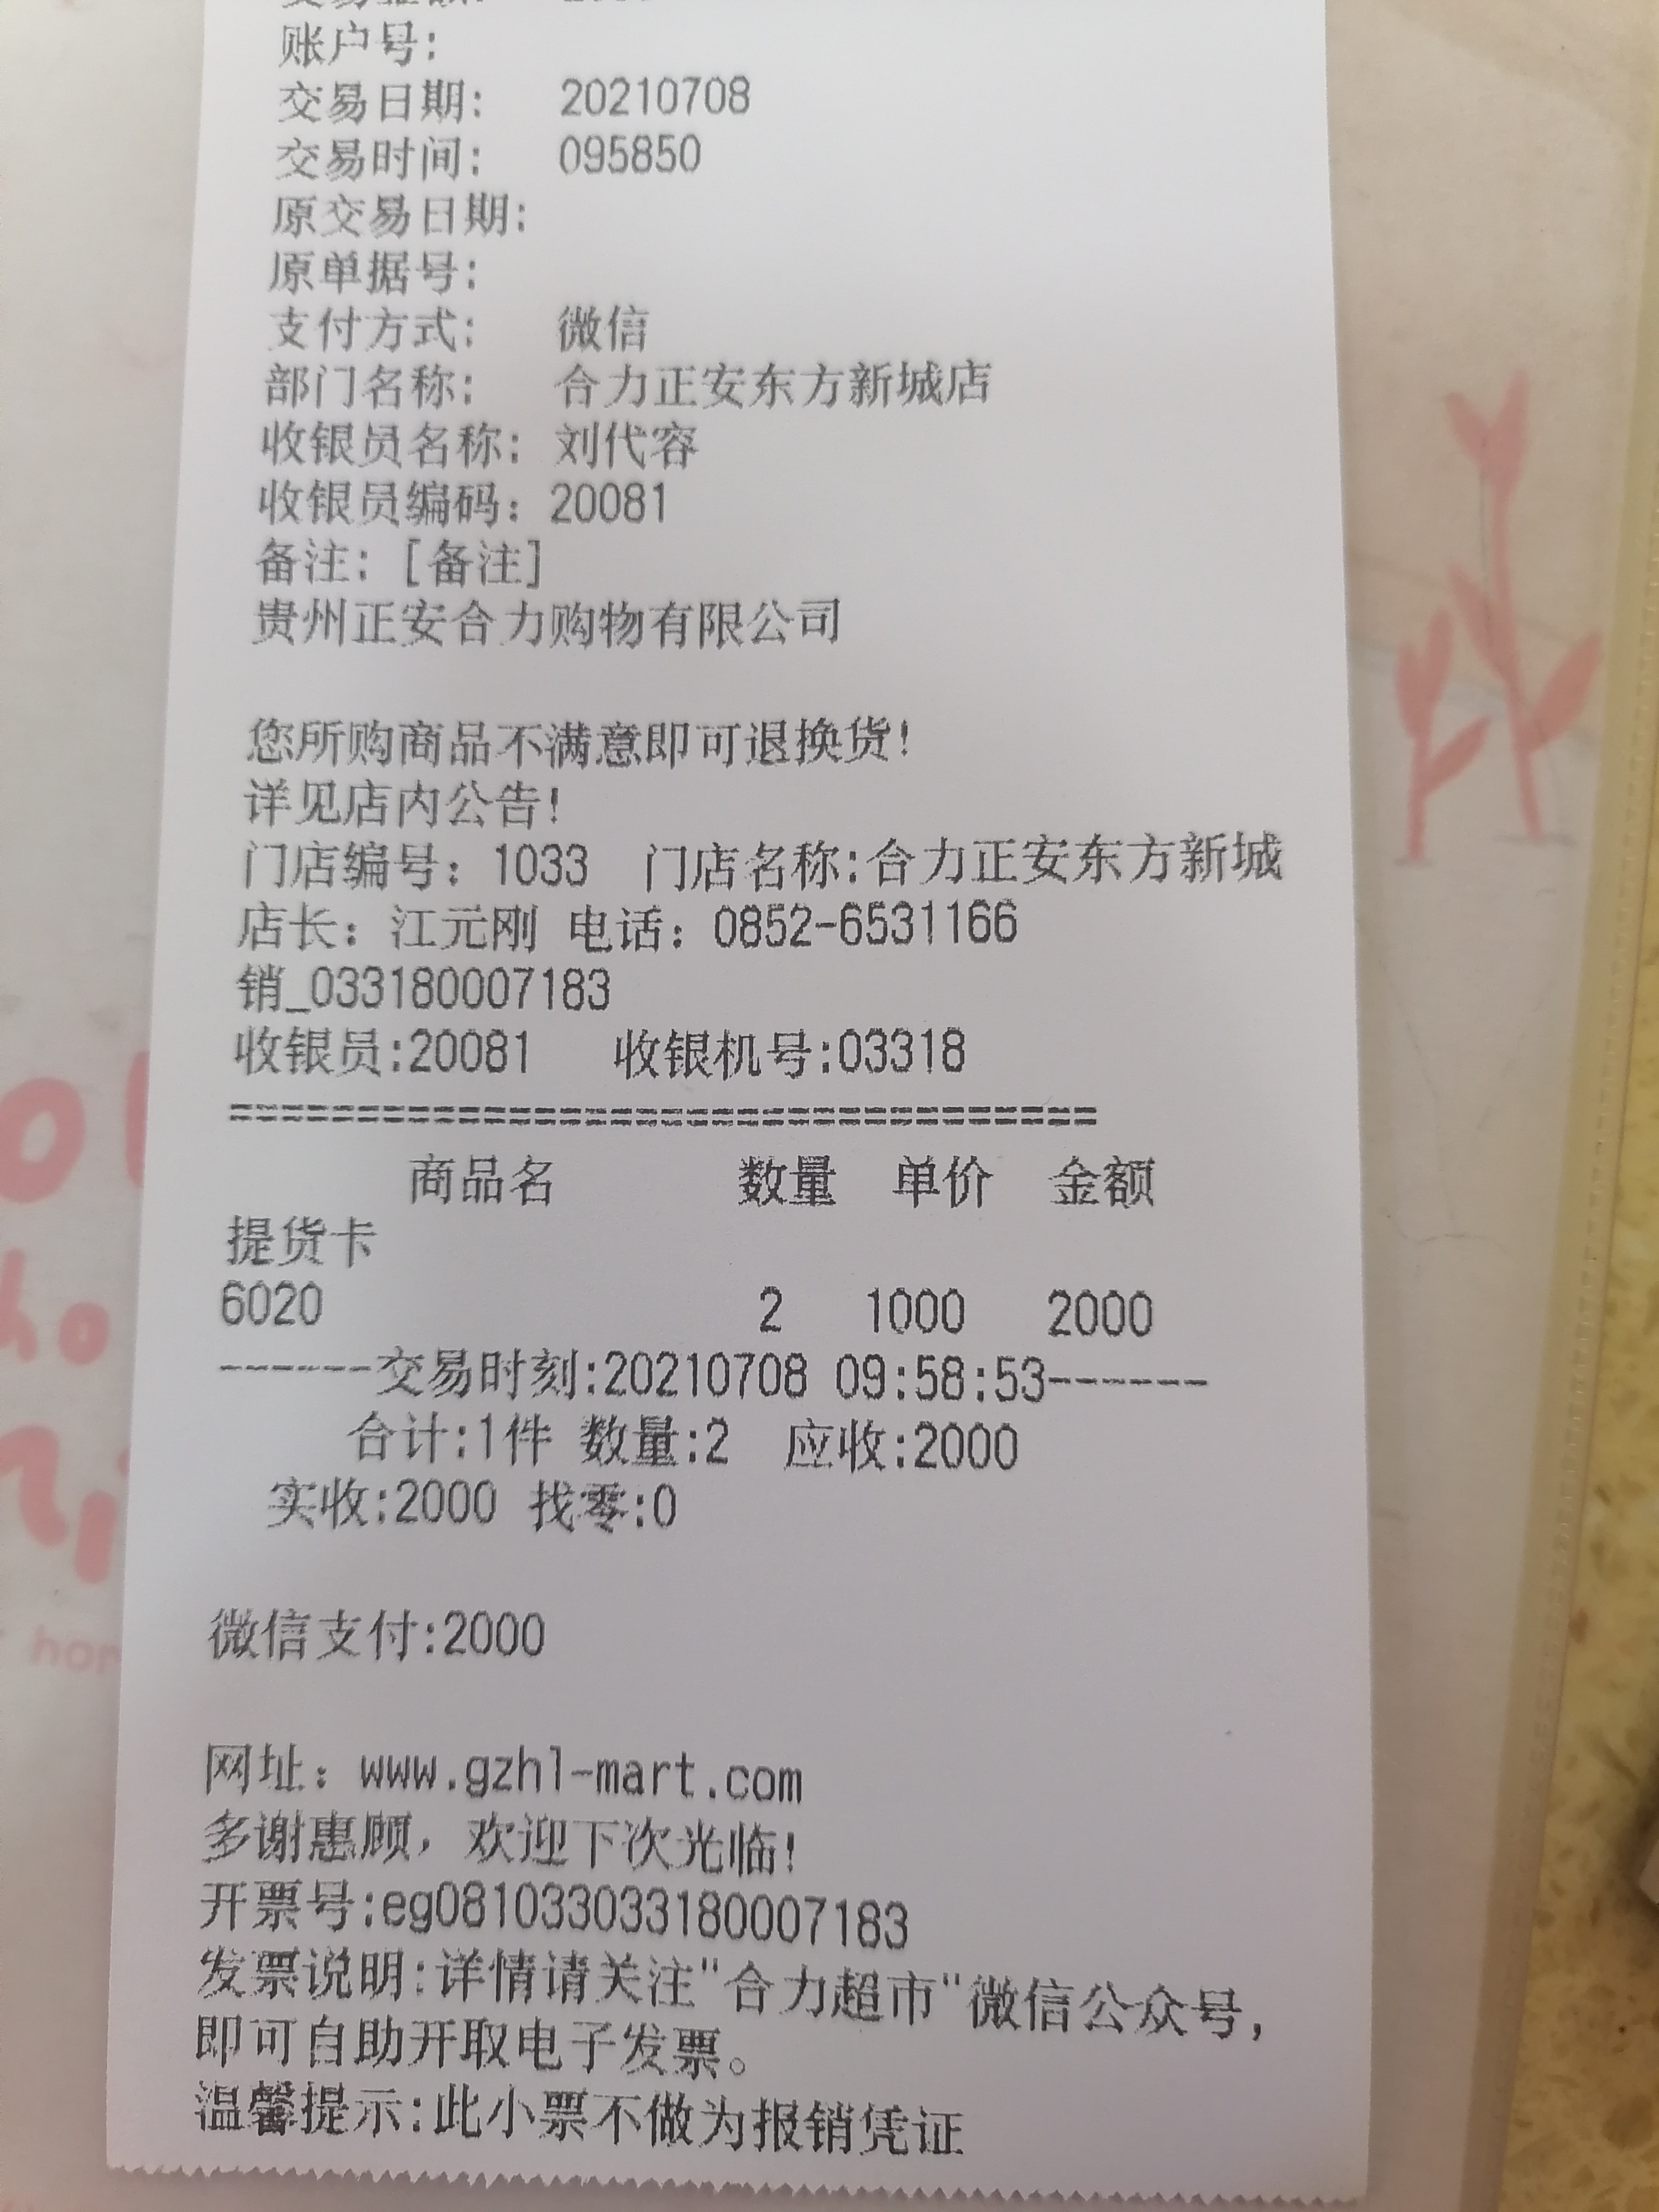 账户号:
交易日期: 20210708
交易时间: 095850
原交易日期:
原单据号:
支付方式: 微信
部门名称: 合力正安东方新城店
收银员名称: 刘代容
收银员编码: 20081
备注: [备注]
贵州正安合力购物有限公司
您所购商品不满意即可退换货!
详见店内公告!
门店编号: 1033 门店名称:合力正安东方新城
店长: 江元刚 电话: 0852-6531166
销_033180007183
收银员:20081 收银机号:03318
==================================
商品名 数量 单价 金额
提货卡
6020 2 1000 2000
------交易时刻:20210708 09:58:53------
合计:1件 数量:2 应收:2000
实收:2000 找零:0
微信支付:2000
网址: www.gzhl-mart.com
多谢惠顾，欢迎下次光临!
开票号:eg081033033180007183
发票说明:详情请关注"合力超市"微信公众号,
即可自助开取电子发票。
温馨提示:此小票不做为报销凭证